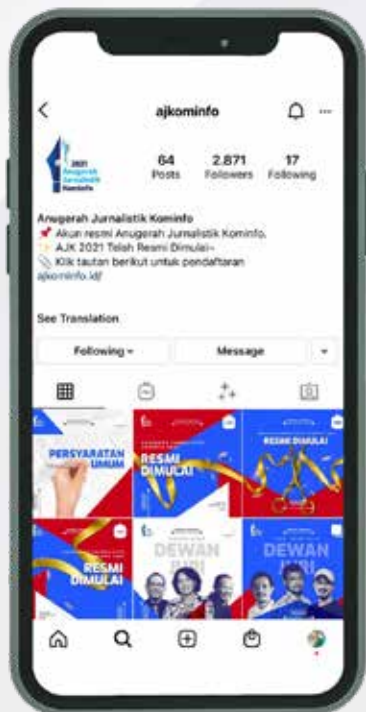 ajkominfo
2021
Anugerah
Jurnalistik
Kominfo
64
Posts
2.871
Followers
17
Following
Anugerah Jurnalistik Kominfo
Akun resmi Anugerah Jurnalistik Kominfo.
AJK 2021 Telah Resmi Dimulai~
Klik tautan berikut untuk pendaftaran
ajkominfo.id/
See Translation
Following
Message
PERSYARATAN
UMUM
RESMI
DIMULAI
RESMI DIMULAI
RESMI
DIMULAI
DEWAN
JURI
DEWAN
JURI